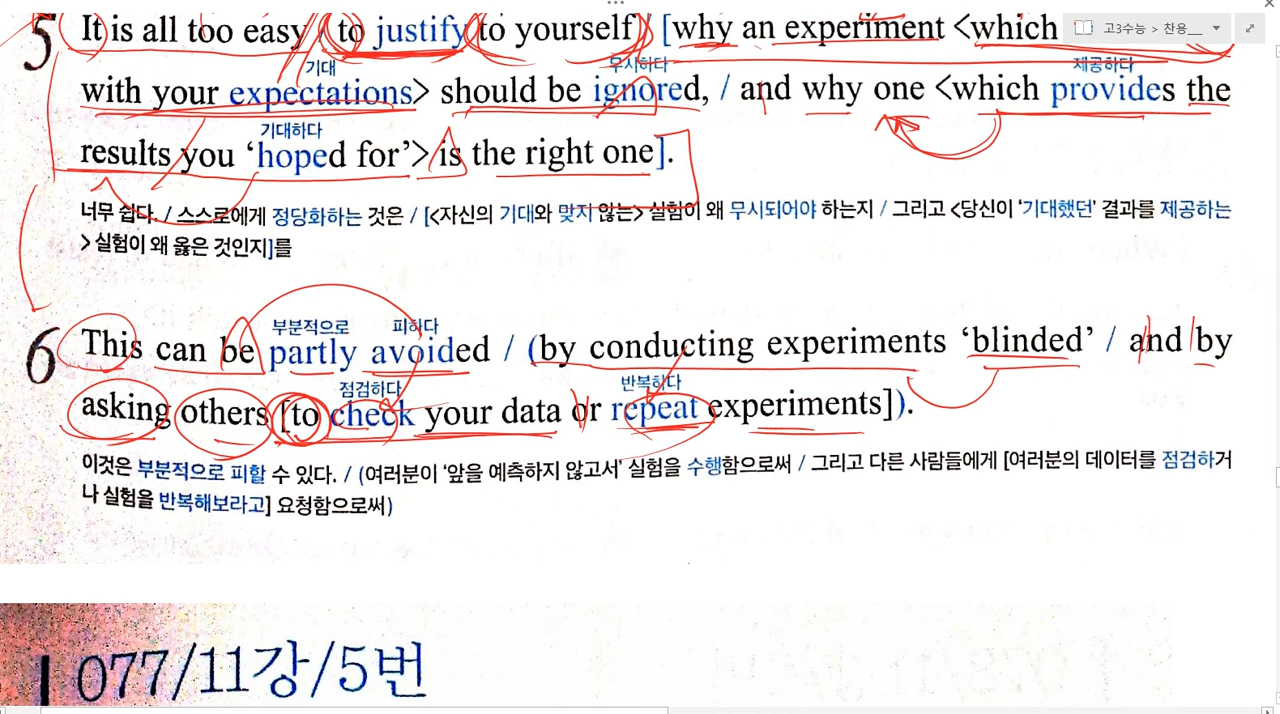 고3수능 > 찬용__
5 It is all too easy / (to justify (to yourself) / [why an experiment <which
기대 무시하다 제공하다
with your expectations> should be ignored, / and why one <which provides the
기대하다
results you ‘hoped for’> is the right one].
너무 쉽다. / 스스로에게 정당화하는 것은 / [<자신의 기대와 맞지 않는> 실험이 왜 무시되어야 하는지 / 그리고 <당신이 ‘기대했던’ 결과를 제공하는
> 실험이 왜 옳은 것인지]를
부분적으로 피하다
6 This can be partly avoided / (by conducting experiments ‘blinded’ / and by
점검하다 반복하다
asking others [to check your data or repeat experiments]).
이것은 부분적으로 피할 수 있다. / (여러분이 ‘앞을 예측하지 않고서’ 실험을 수행함으로써 / 그리고 다른 사람들에게 [여러분의 데이터를 점검하거
나 실험을 반복해보라고] 요청함으로써)
077/11강/5번